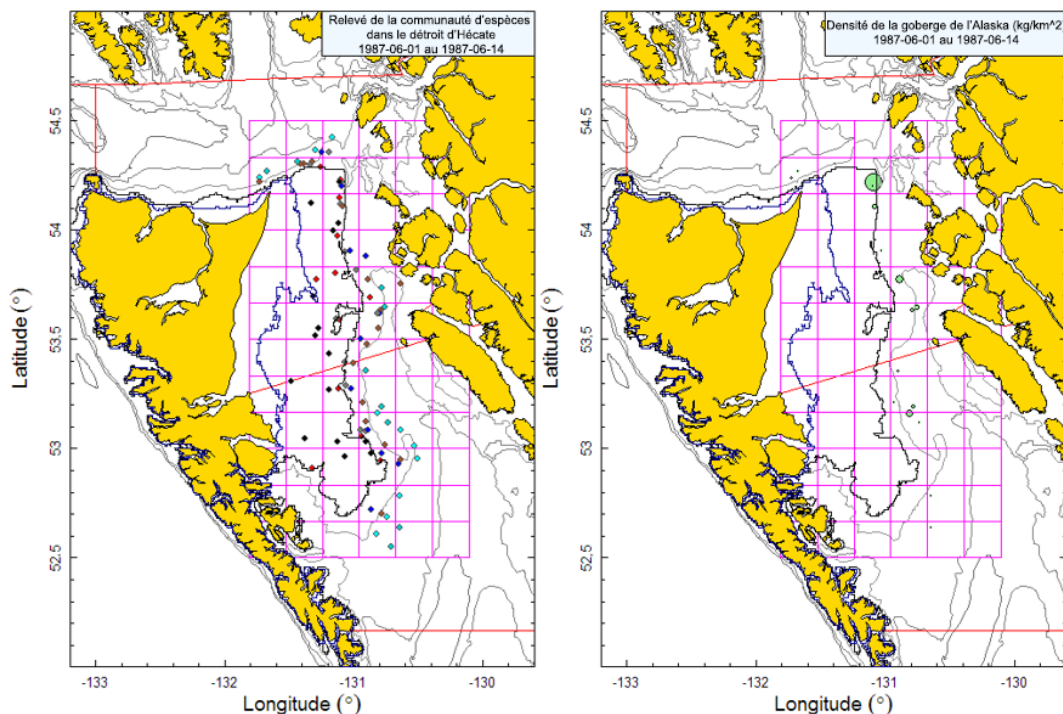 Relevé de la communauté d'espèces
dans le détroit d'Hécate
1987-06-01 au 1987-06-14
Latitude (°)
54.5
54
53.5
53
52.5
-133
-132
-131
-130
Longitude (°)
Densité de la goberge de l'Alaska (kg/km^2
1987-06-01 au 1987-06-14
Latitude (°)
54.5
54
53.5
53
52.5
-133
-132
-131
-130
Longitude (°)